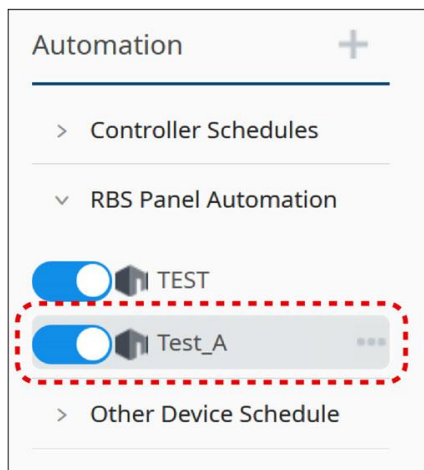 Automation
Controller Schedules
RBS Panel Automation
TEST
Test_A
Other Device Schedule